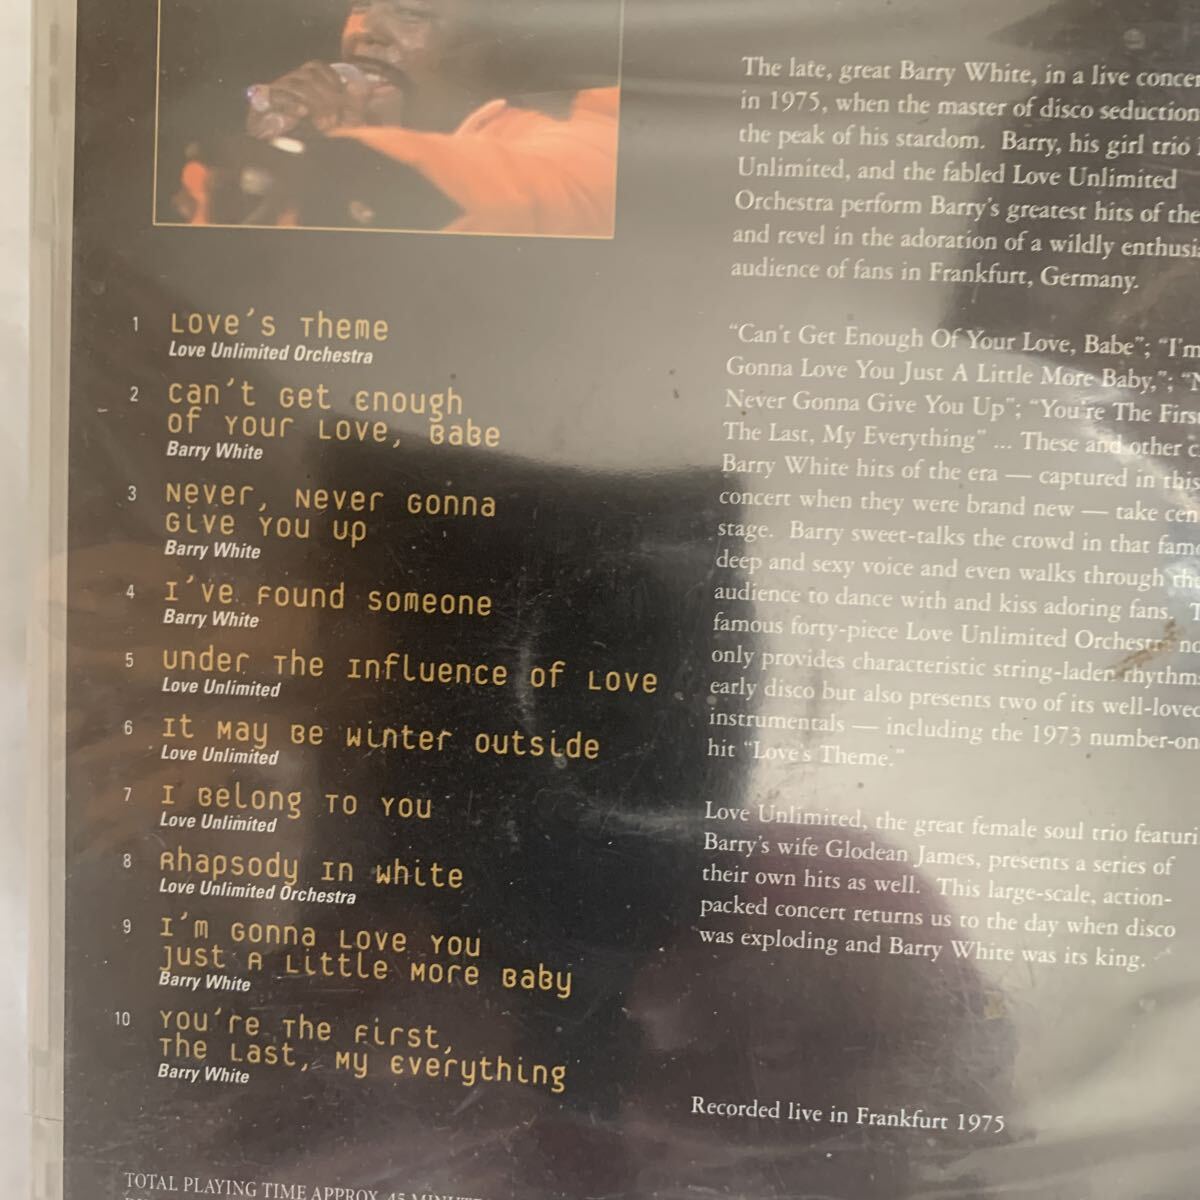 The late, great Barry White, in a live
in 1975, when the master of disco seduction
the peak of his stardom. Barry, his girl trio
Unlimited, and the fabled Love Unlimited
Orchestra perform Barry's greatest hits of the
and revel in the adoration of a wildly
audience of fans in Frankfurt, Germany.
"Can't Get Enough Of Your Love, Babe"; "I'm
Gonna Love You Just A Little More Baby,"; "
Never Gonna Give You Up"; "You're The
The Last, My Everything" ... These and other
Barry White hits of the era — captured in this
concert when they were brand new — take
stage. Barry sweet-talks the crowd in that
deep and sexy voice and even walks through the
audience to dance with and kiss adoring fans.
famous forty-piece Love Unlimited Orchestra
only provides characteristic string-laden
early disco but also presents two of its
instrumentals — including the 1973
hit "Love's Theme."
Love Unlimited, the great female soul trio
Barry's wife Glodean James, presents a series of
their own hits as well. This large-scale, action-
packed concert returns us to the day when disco
was exploding and Barry White was its king.
Recorded live in Frankfurt 1975
1 Love's Theme
Love Unlimited Orchestra
2 Can't Get Enough
Of Your Love, Babe
Barry White
3 Never, Never Gonna
Give You Up
Barry White
4 I've Found Someone
Barry White
5 Under The Influence of Love
Love Unlimited
6 It May Be Winter Outside
Love Unlimited
7 I Belong To You
Love Unlimited
8 Rhapsody In White
Love Unlimited Orchestra
9 I'm Gonna Love You
Just A Little More Baby
Barry White
10 You're The First,
The Last, My Everything
Barry White
TOTAL PLAYING TIME APPROX. 45